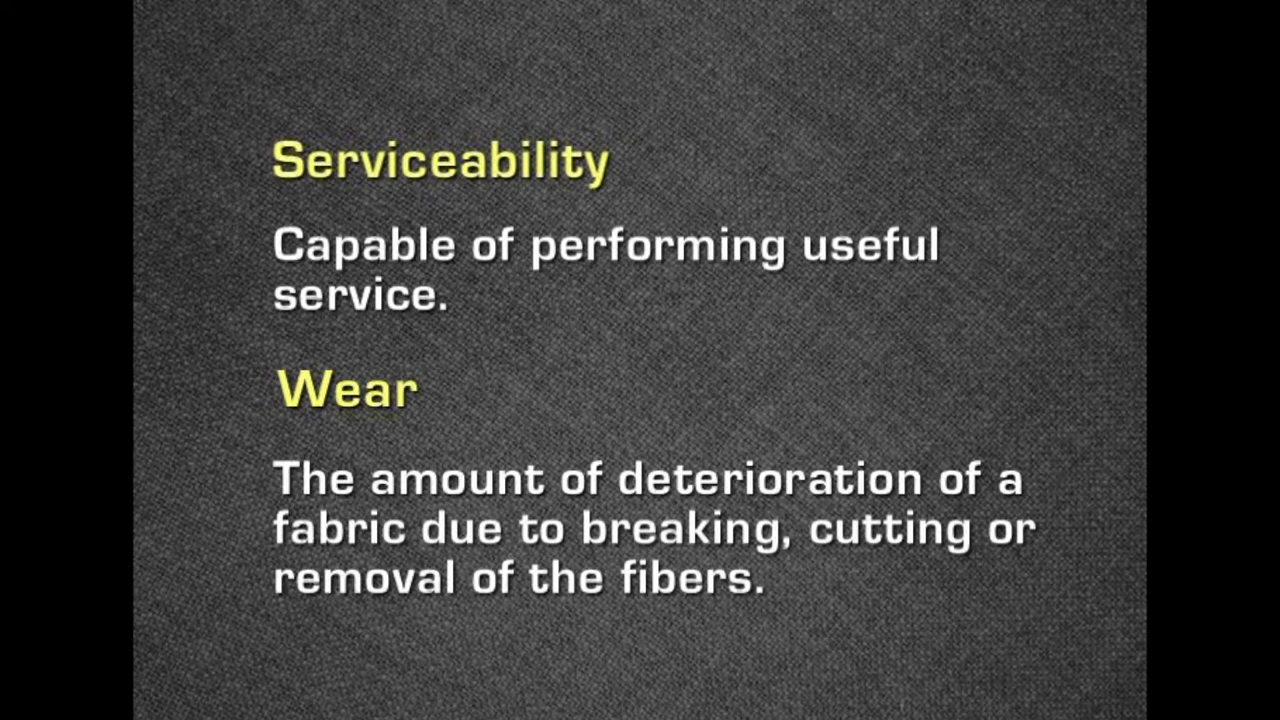 Serviceability
Capable of performing useful
service.
Wear
The amount of deterioration of a
fabric due to breaking, cutting or
removal of the fibers.